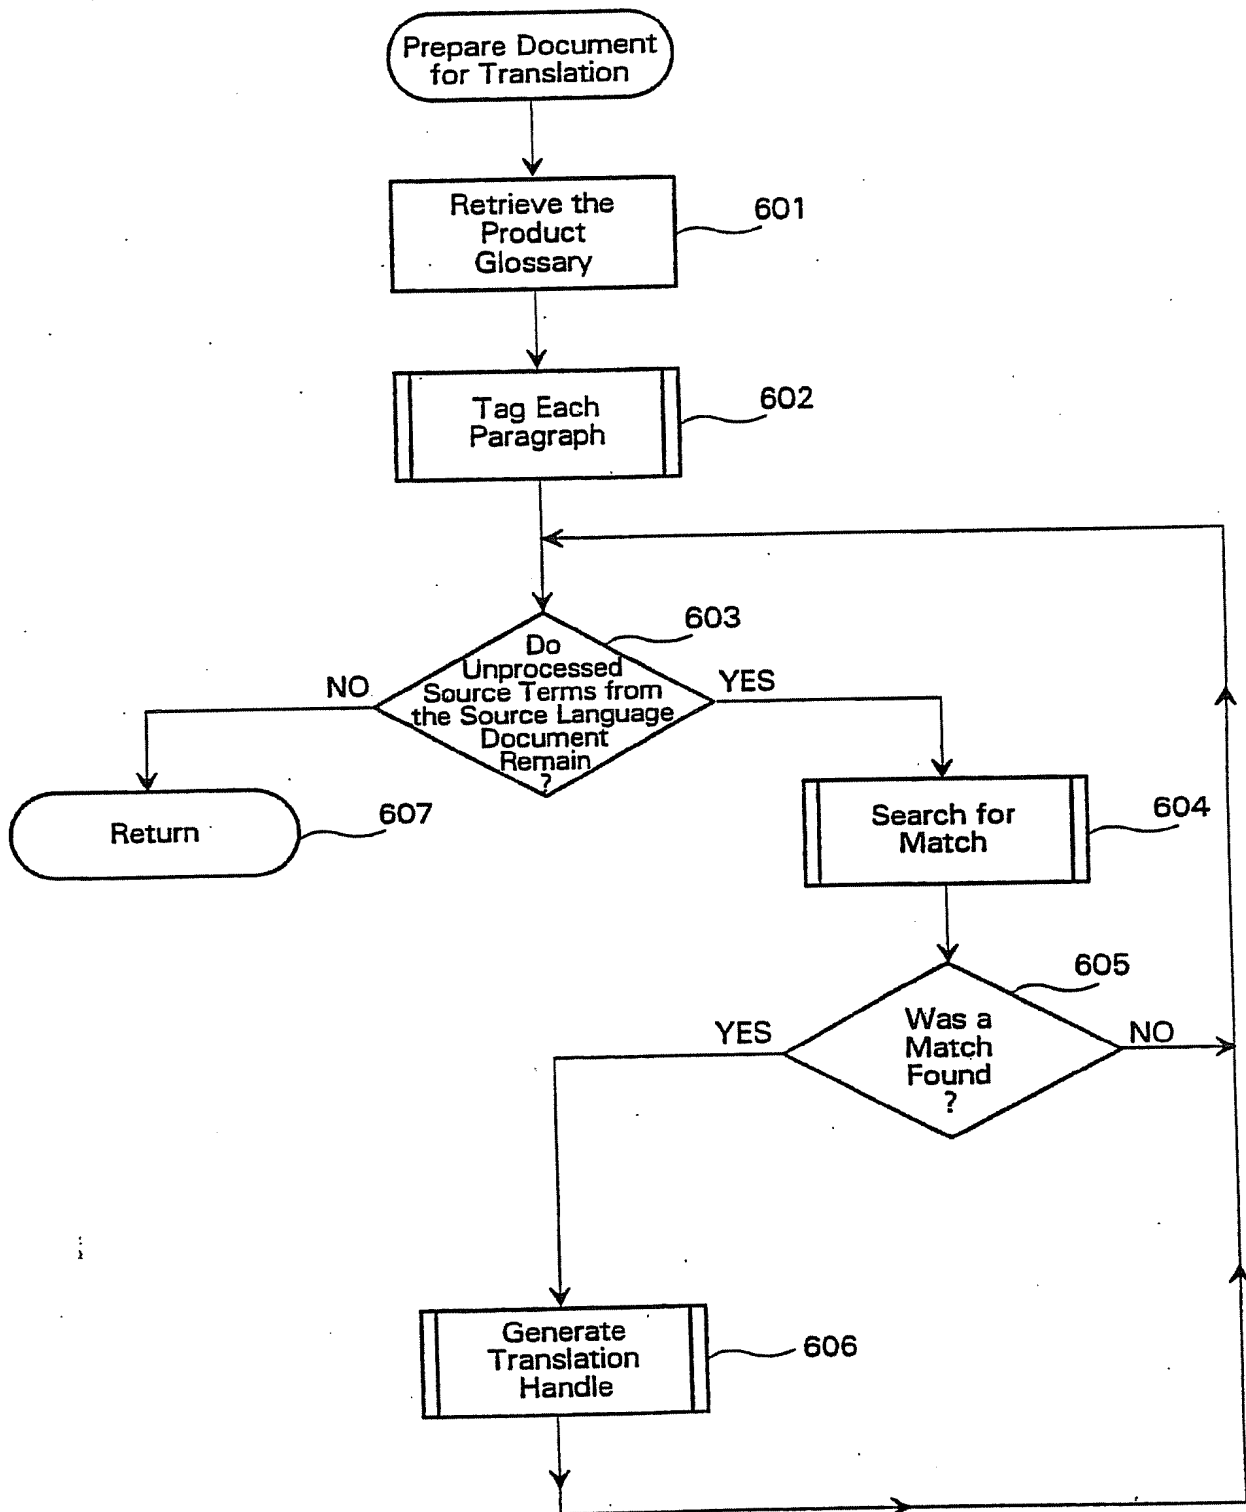 Prepare Document
for Translation
Retrieve the
Product
Glossary
601
Tag Each
Paragraph
602
603
Do
Unprocessed
Source Terms from
the Source Language
Document
Remain
?
NO
YES
Return
607
Search for
Match
604
605
Was a
Match
Found
?
YES
NO
Generate
Translation
Handle
606